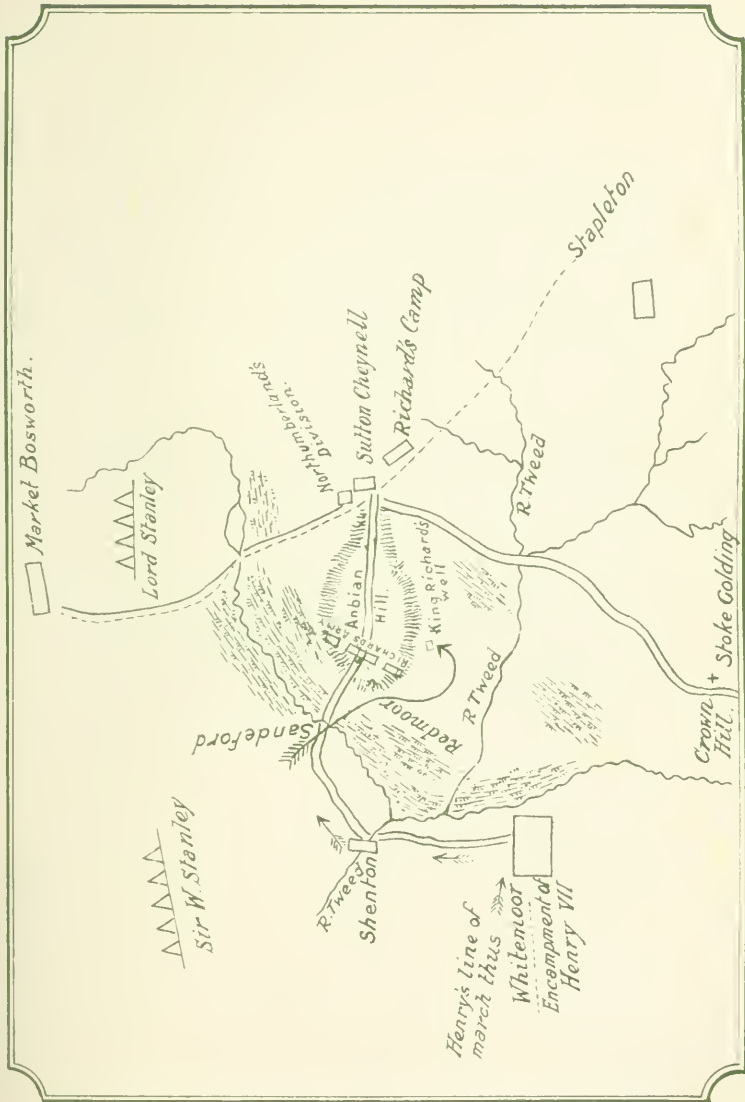 Market Bosworth.
Lord Stanley
Sir W. Stanley
Northumberland's
Division.
Sutton Cheynell
Richard's Camp
Stapleton
Anbian
Hill.
RICHARDS ARMY
King Richard's
well
Sandeford
Redmoor
R. Tweed
Shenton
R. Tweed
R. Tweed
Henry's line of
march thus
Whitemoor
Encampment of
Henry VII
Crown
Hill.
+ Stoke Golding